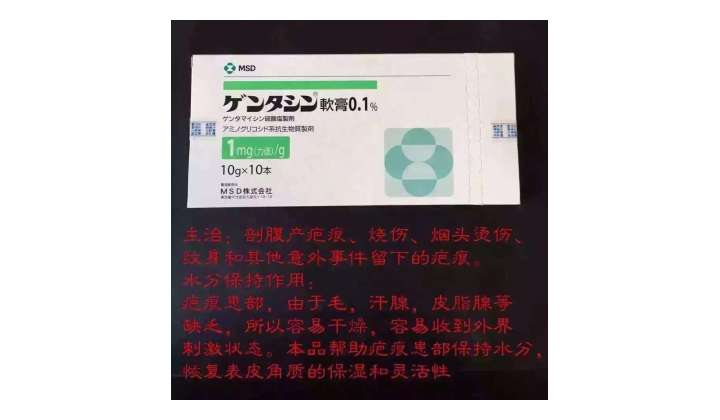 MSD
ゲンタシン®軟膏0.1%
ゲンタマイシン硫酸塩製剤
アミノグリコシド系抗生物質製剤
1mg(力価)/g
10g×10本
製造販売元
MSD株式会社
主治：剖腹产疤痕、烧伤、烟头烫伤、
纹身和其他意外事件留下的疤痕。
水分保持作用：
疤痕患部，由于毛，汗腺，皮脂腺等
缺乏，所以容易干燥，容易收到外界
刺激状态。本品帮助疤痕患部保持水分，
恢复表皮角质的保湿和灵活性